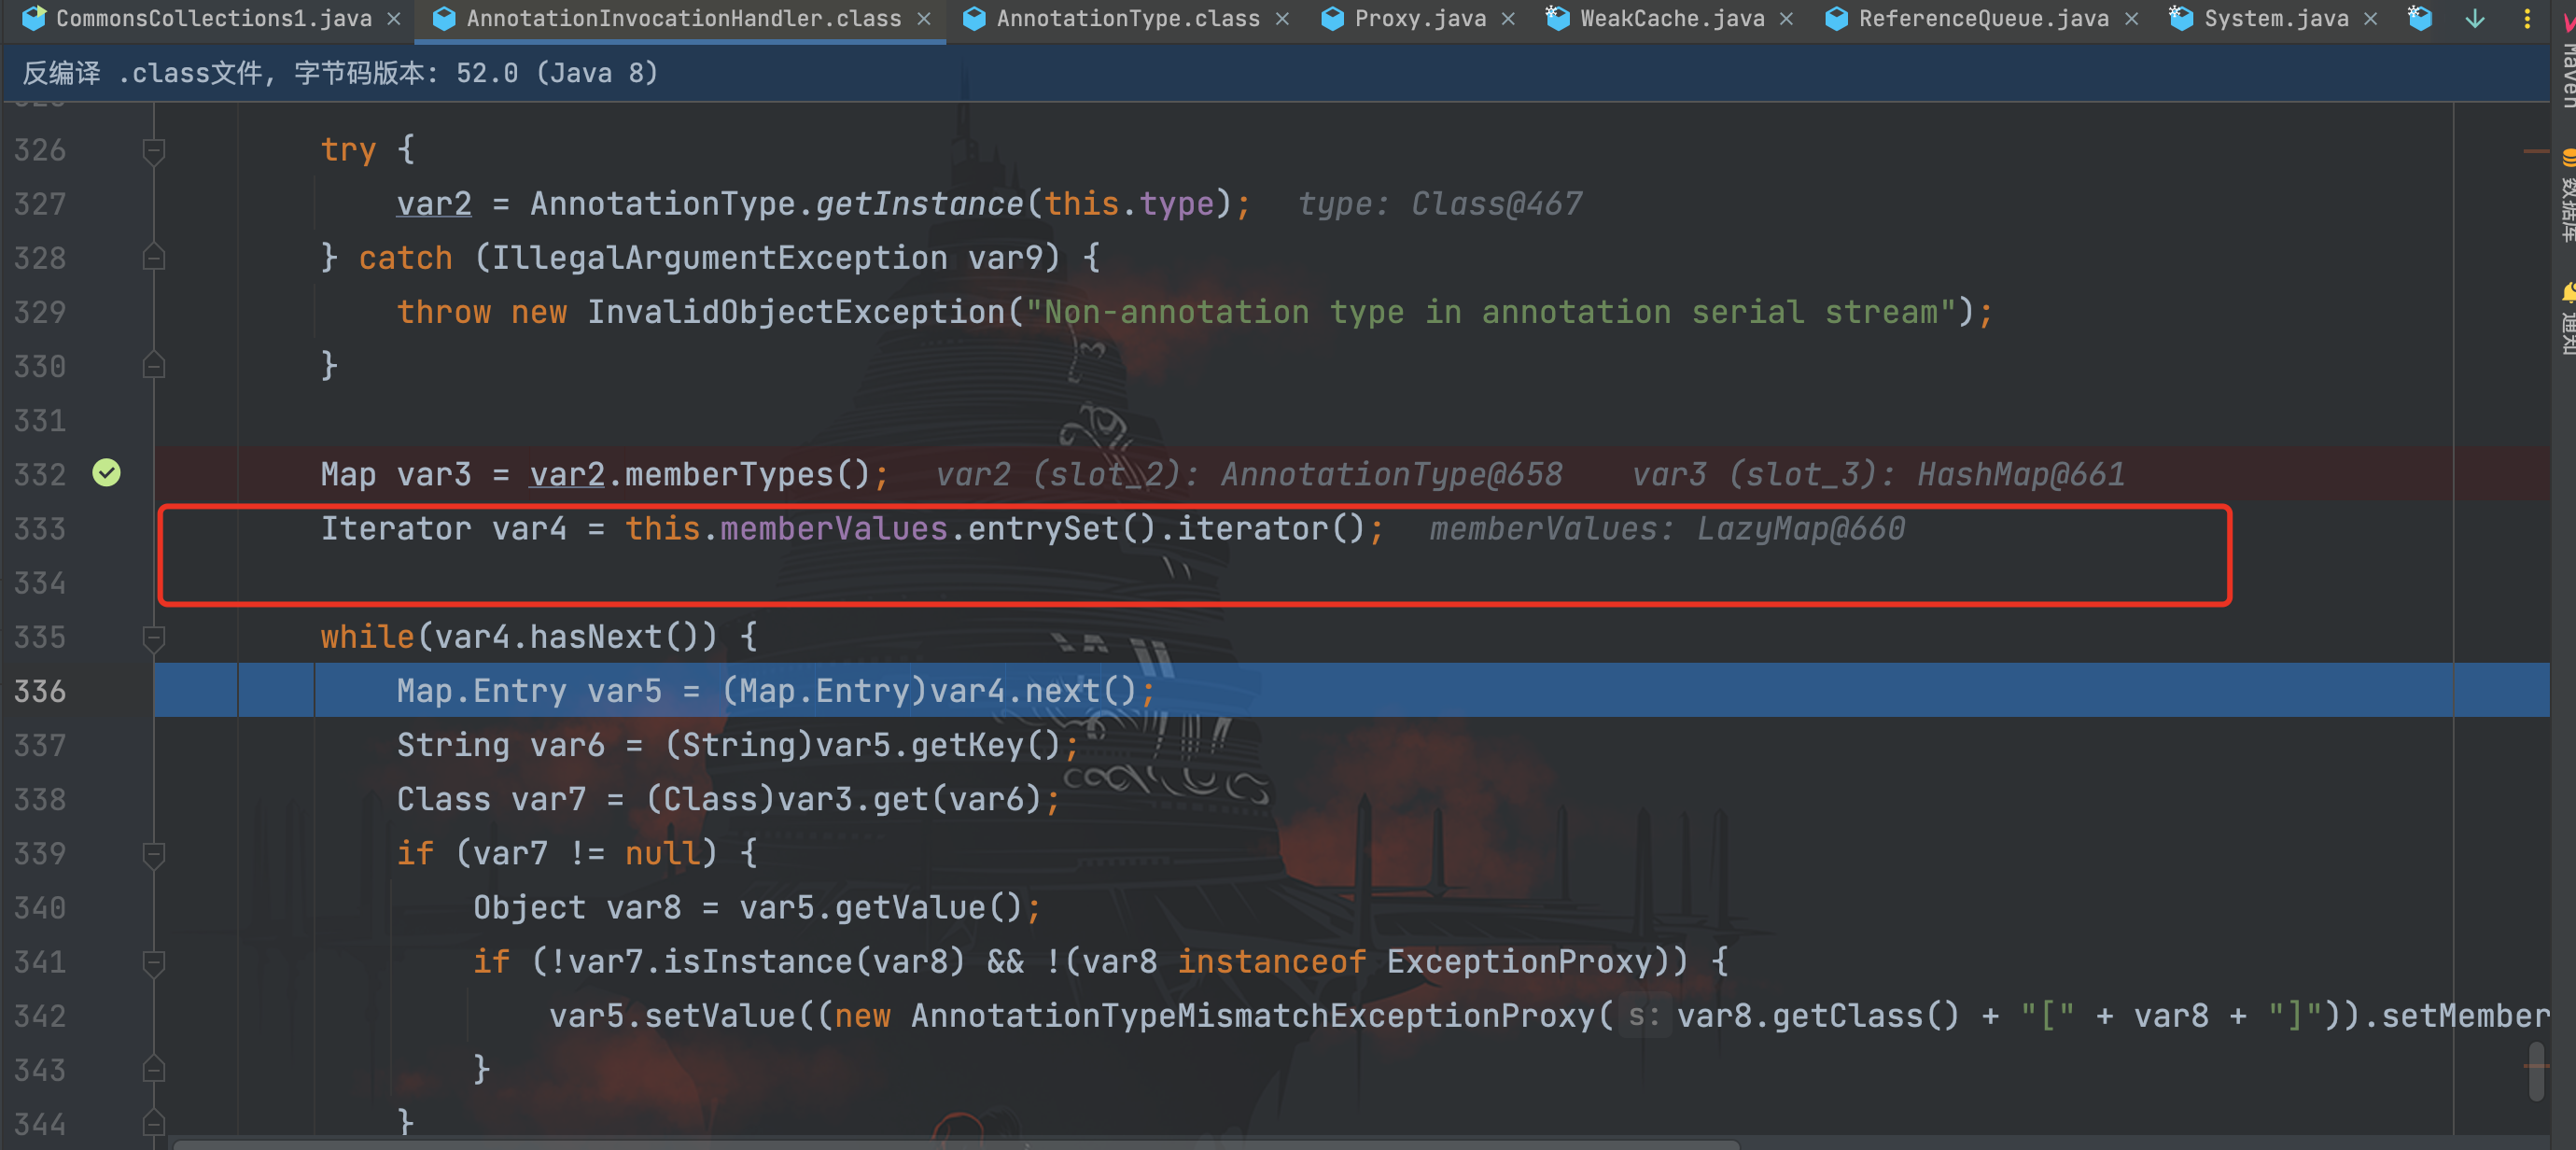 CommonsCollections1.java AnnotationInvocationHandler.class AnnotationType.class Proxy.java WeakCache.java ReferenceQueue.java System.java
反编译 .class文件, 字节码版本: 52.0 (Java 8)
326 try {
327 var2 = AnnotationType.getInstance(this.type); type: Class@467
328 } catch (IllegalArgumentException var9) {
329 throw new InvalidObjectException("Non-annotation type in annotation serial stream");
330 }
331
332 Map var3 = var2.memberTypes(); var2 (slot_2): AnnotationType@658 var3 (slot_3): HashMap@661
333 Iterator var4 = this.memberValues.entrySet().iterator(); memberValues: LazyMap@660
334
335 while(var4.hasNext()) {
336 Map.Entry var5 = (Map.Entry)var4.next();
337 String var6 = (String)var5.getKey();
338 Class var7 = (Class)var3.get(var6);
339 if (var7 != null) {
340 Object var8 = var5.getValue();
341 if (!var7.isInstance(var8) && !(var8 instanceof ExceptionProxy)) {
342 var5.setValue((new AnnotationTypeMismatchExceptionProxy( s: var8.getClass() + "[" + var8 + "]")).setMember
343 }
344 }
Maven
数据库
通知